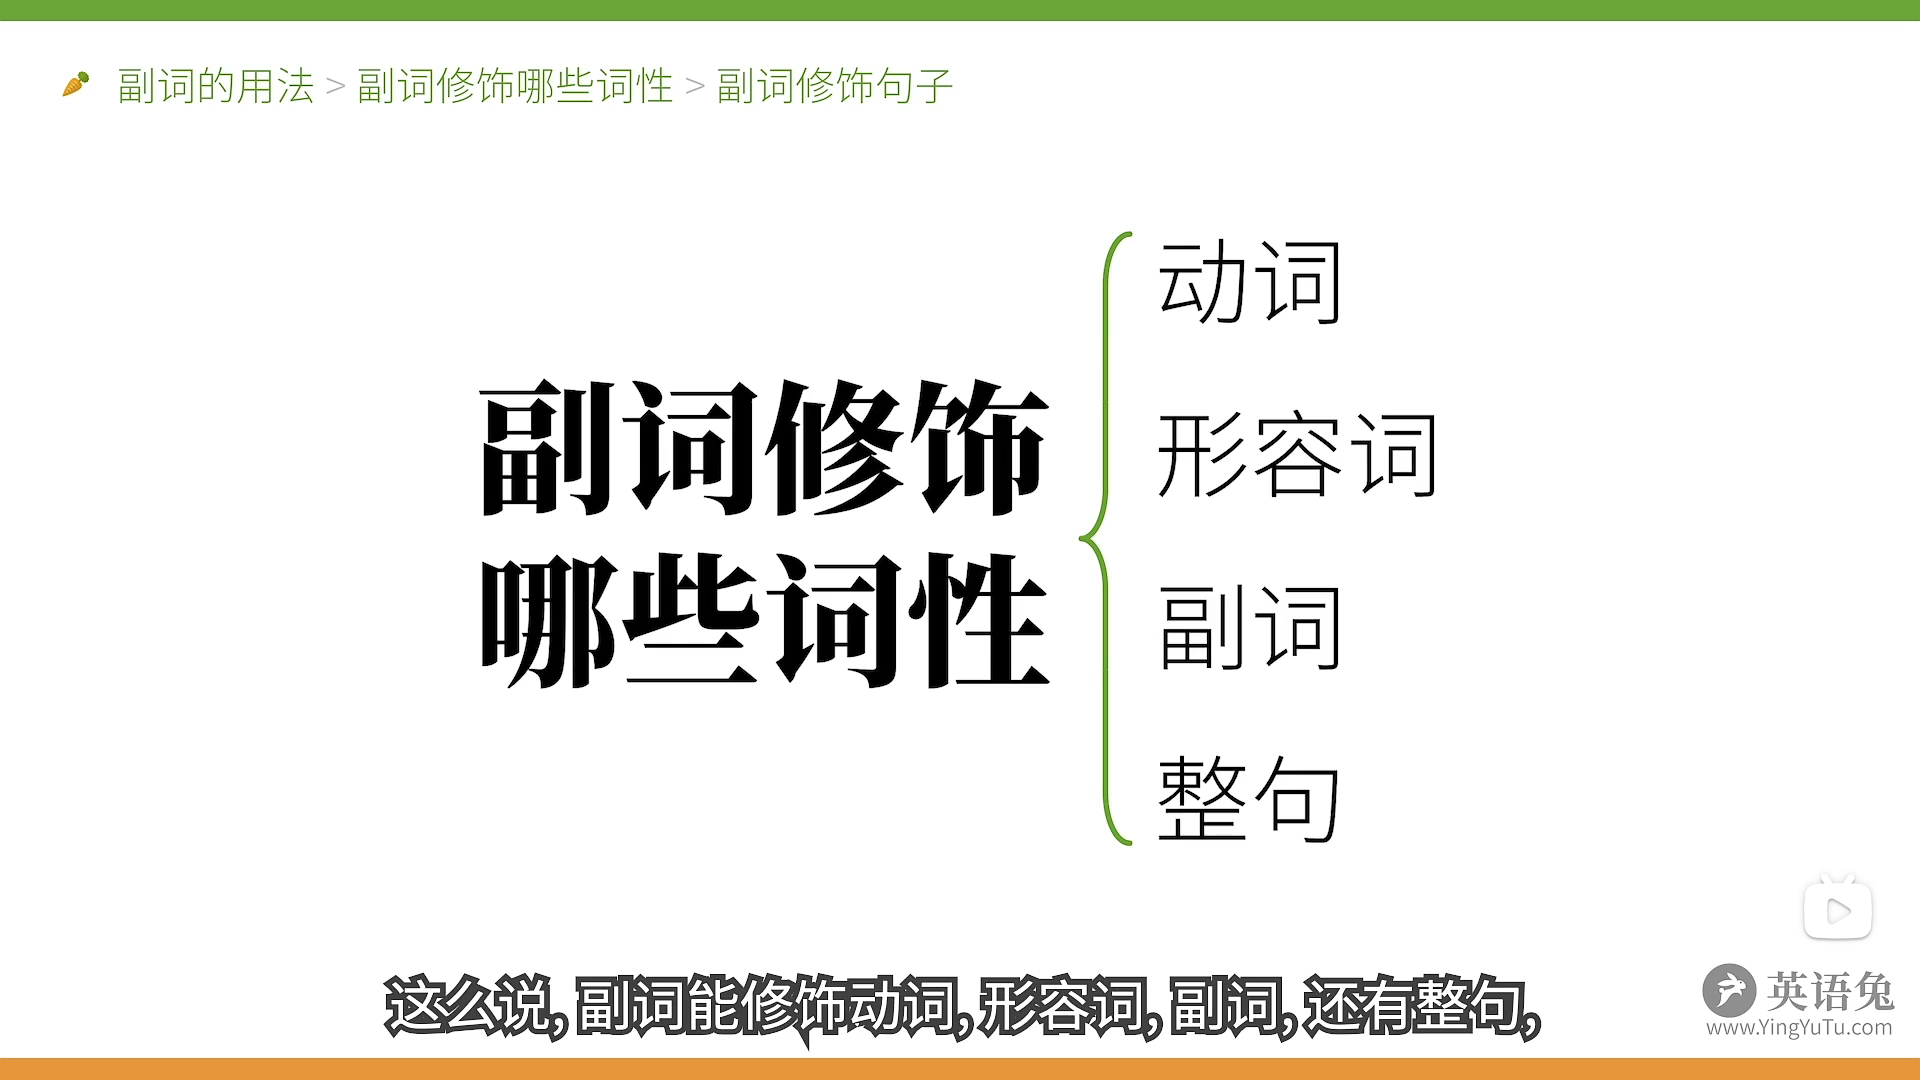 副词的用法 > 副词修饰哪些词性 > 副词修饰句子
副词修饰
哪些词性
动词
形容词
副词
整句
这么说,副词能修饰动词,形容词,副词,还有整句,
英语兔
www.YingYuTu.com